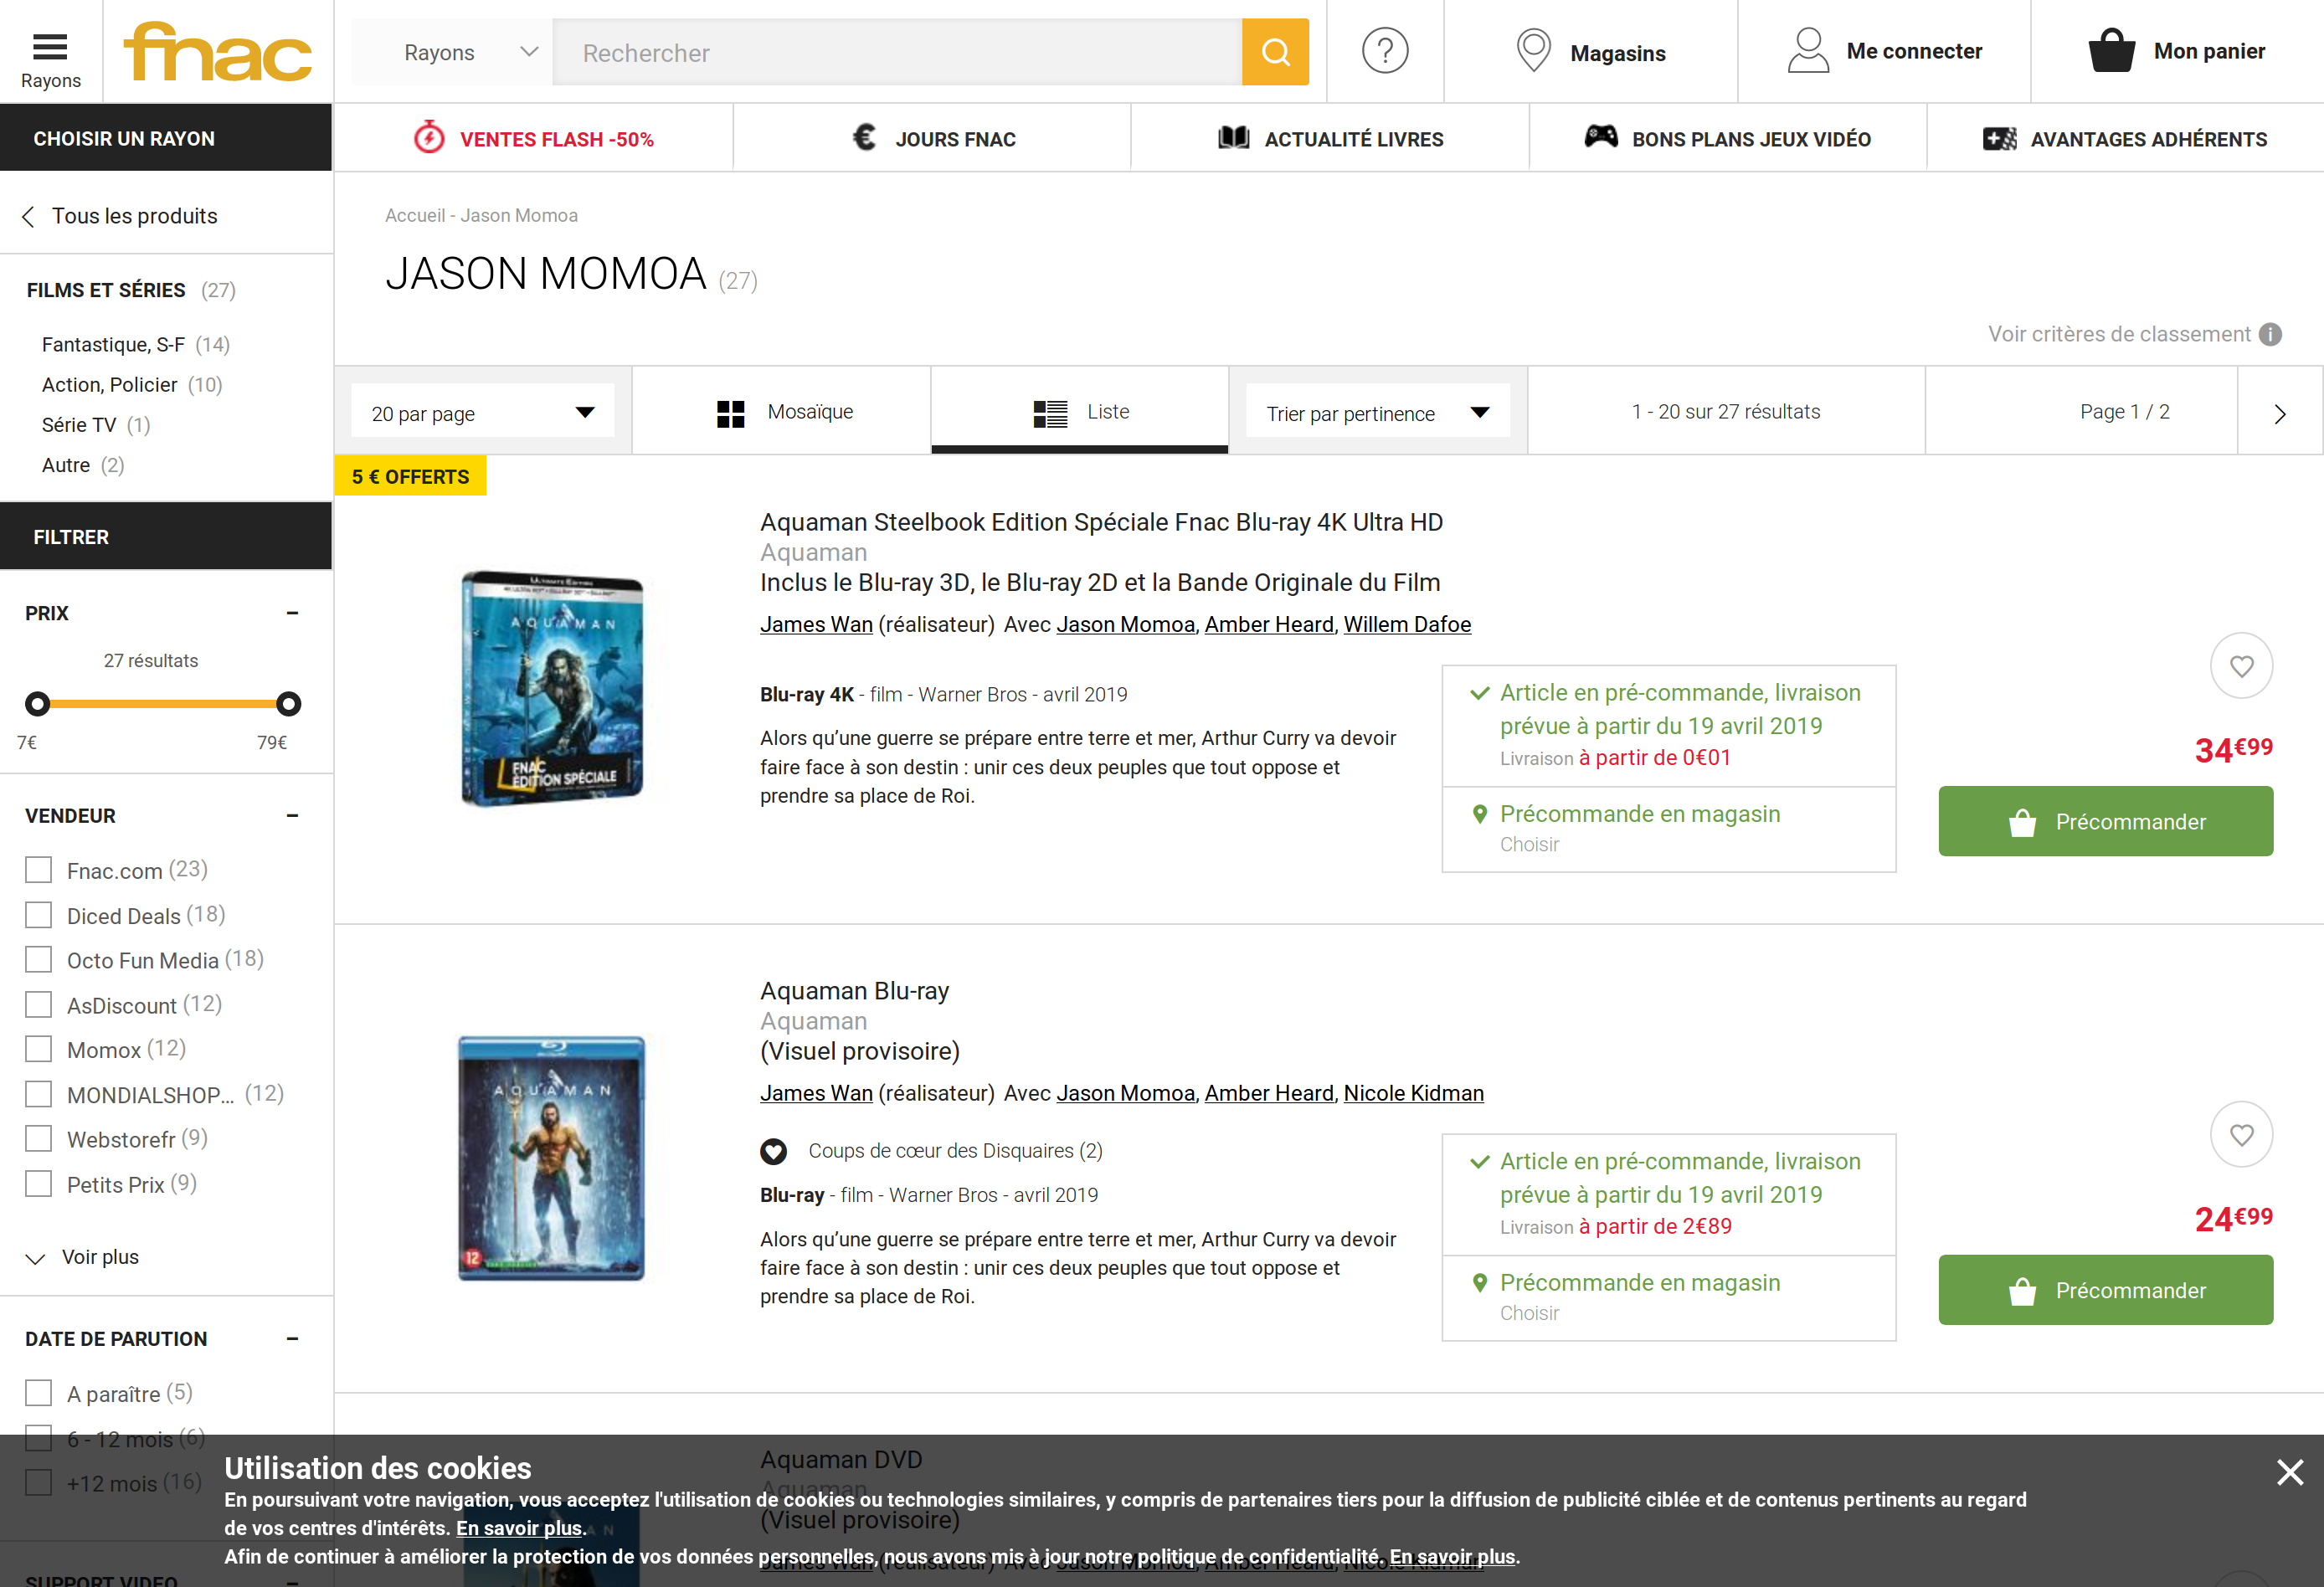 Rayons
fnac
Rayons
Rechercher
?
Magasins
Me connecter
Mon panier
CHOISIR UN RAYON
VENTES FLASH -50%
€ JOURS FNAC
ACTUALITÉ LIVRES
BONS PLANS JEUX VIDÉO
AVANTAGES ADHÉRENTS
Tous les produits
FILMS ET SÉRIES (27)
Fantastique, S-F (14)
Action, Policier (10)
Série TV (1)
Autre (2)
FILTRER
PRIX
27 résultats
7€ 79€
VENDEUR
Fnac.com (23)
Diced Deals (18)
Octo Fun Media (18)
AsDiscount (12)
Momox (12)
MONDIALSHOP... (12)
Webstorefr (9)
Petits Prix (9)
Voir plus
DATE DE PARUTION
A paraître (5)
6 - 12 mois (6)
+12 mois (16)
SUPPORT VIDEO
Accueil - Jason Momoa
JASON MOMOA (27)
Voir critères de classement i
20 par page
Mosaïque
Liste
Trier par pertinence
1 - 20 sur 27 résultats
Page 1 / 2
5 € OFFERTS
AQUAMAN
FNAC
ÉDITION SPÉCIALE
Aquaman Steelbook Edition Spéciale Fnac Blu-ray 4K Ultra HD
Aquaman
Inclus le Blu-ray 3D, le Blu-ray 2D et la Bande Originale du Film
James Wan (réalisateur) Avec Jason Momoa, Amber Heard, Willem Dafoe
Blu-ray 4K - film - Warner Bros - avril 2019
Alors qu’une guerre se prépare entre terre et mer, Arthur Curry va devoir
faire face à son destin : unir ces deux peuples que tout oppose et
prendre sa place de Roi.
Article en pré-commande, livraison
prévue à partir du 19 avril 2019
Livraison à partir de 0€01
Précommande en magasin
Choisir
34€99
Précommander
AQUAMAN
12
Aquaman Blu-ray
Aquaman
(Visuel provisoire)
James Wan (réalisateur) Avec Jason Momoa, Amber Heard, Nicole Kidman
Coups de cœur des Disquaires (2)
Blu-ray - film - Warner Bros - avril 2019
Alors qu’une guerre se prépare entre terre et mer, Arthur Curry va devoir
faire face à son destin : unir ces deux peuples que tout oppose et
prendre sa place de Roi.
Article en pré-commande, livraison
prévue à partir du 19 avril 2019
Livraison à partir de 2€89
Précommande en magasin
Choisir
24€99
Précommander
Aquaman DVD
Aquaman
(Visuel provisoire)
James Wan (réalisateur) Avec Jason Momoa, Amber Heard, Nicole Kidman
Utilisation des cookies
En poursuivant votre navigation, vous acceptez l'utilisation de cookies ou technologies similaires, y compris de partenaires tiers pour la diffusion de publicité ciblée et de contenus pertinents au regard
de vos centres d'intérêts. En savoir plus.
Afin de continuer à améliorer la protection de vos données personnelles, nous avons mis à jour notre politique de confidentialité. En savoir plus.